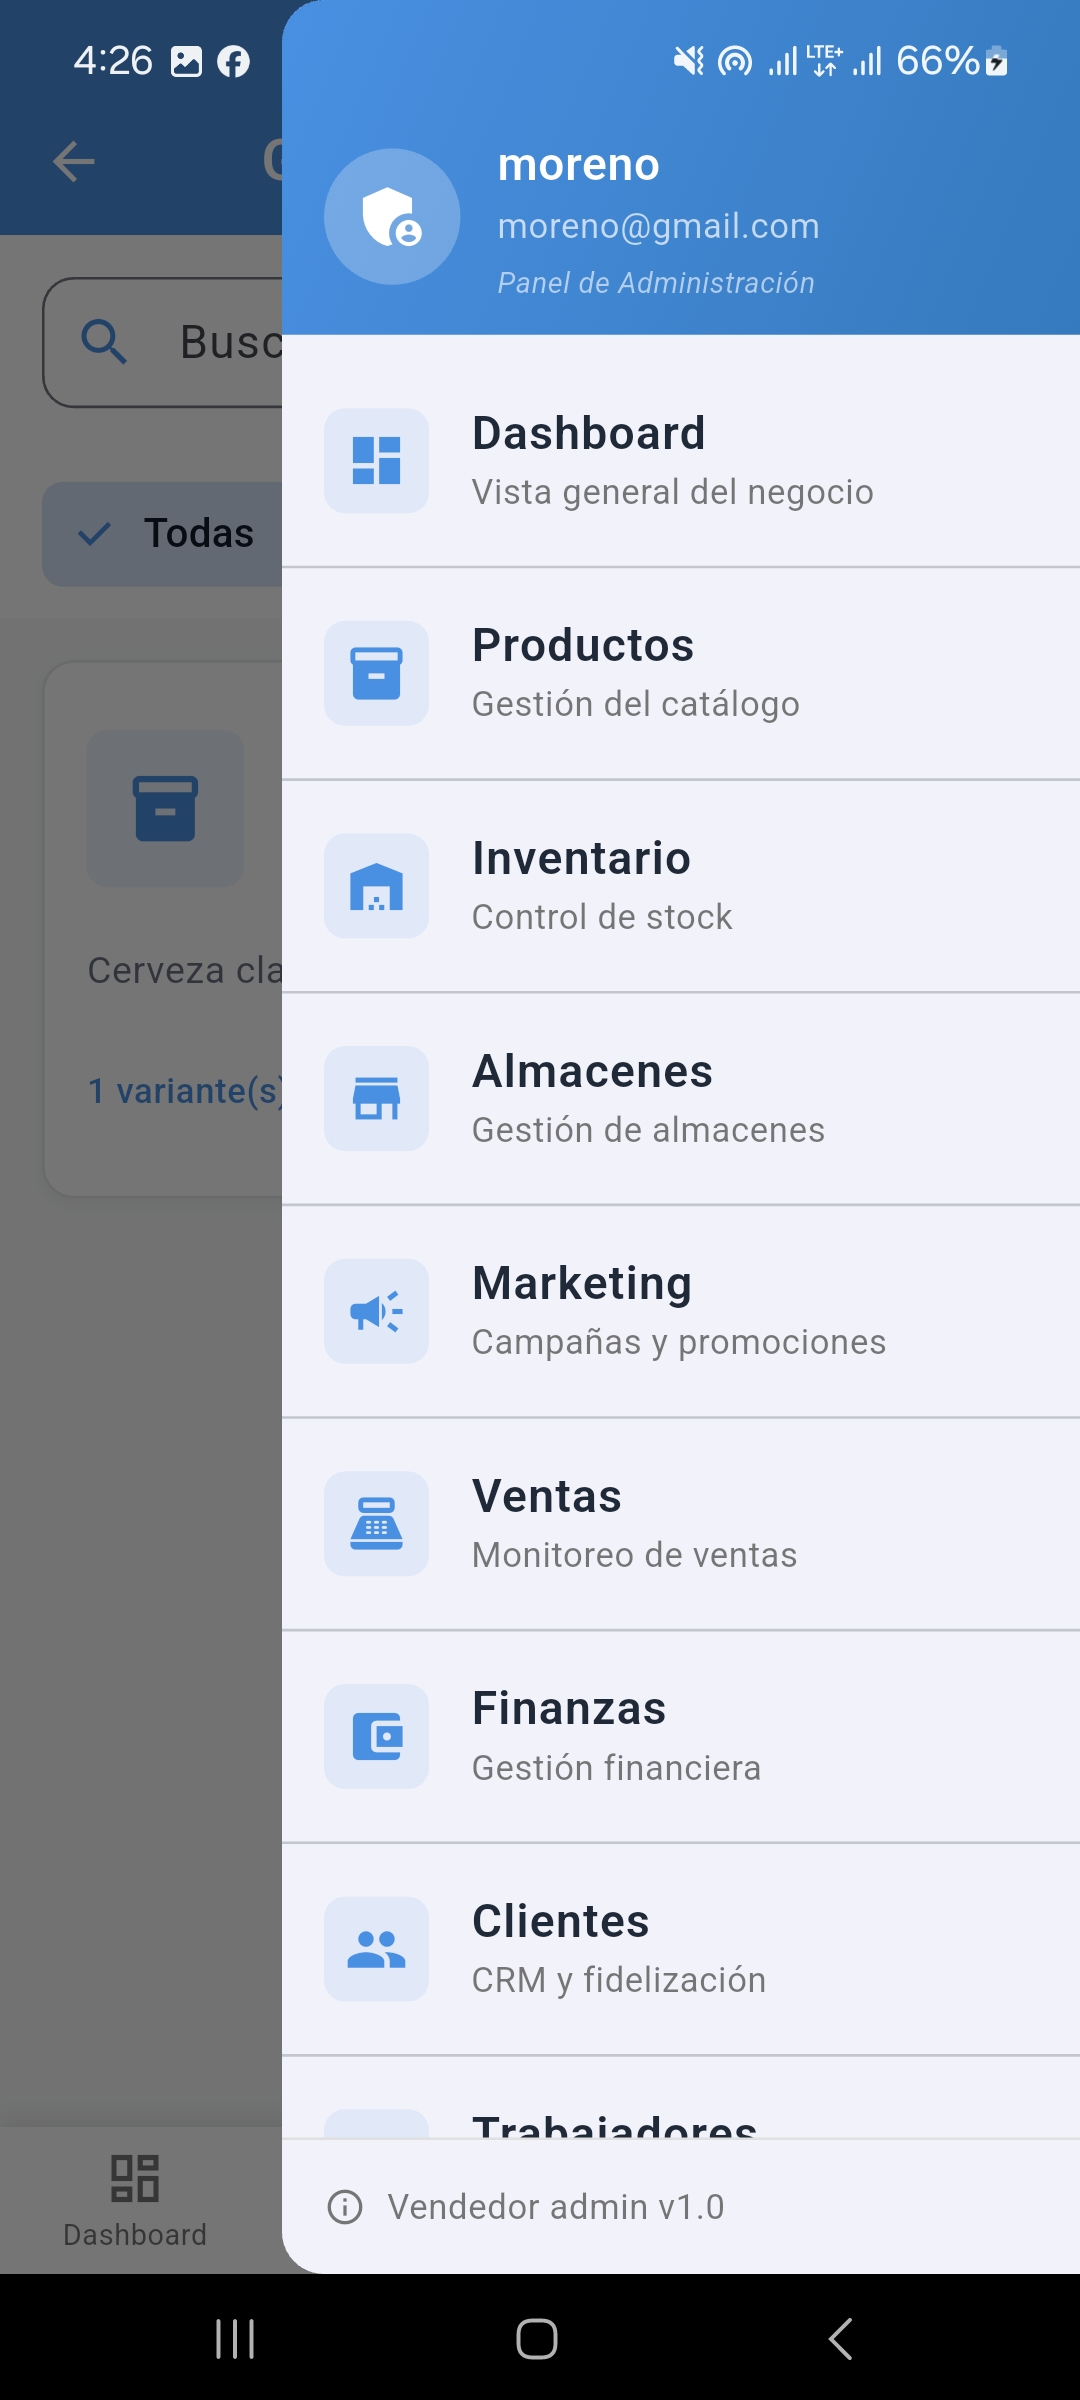 4:26
LTE+
66%
moreno
moreno@gmail.com
Panel de Administración
Busc
Todas
Cerveza cla
1 variante(s)
Dashboard
Dashboard
Vista general del negocio
Productos
Gestión del catálogo
Inventario
Control de stock
Almacenes
Gestión de almacenes
Marketing
Campañas y promociones
Ventas
Monitoreo de ventas
Finanzas
Gestión financiera
Clientes
CRM y fidelización
Trabajadores
Vendedor admin v1.0